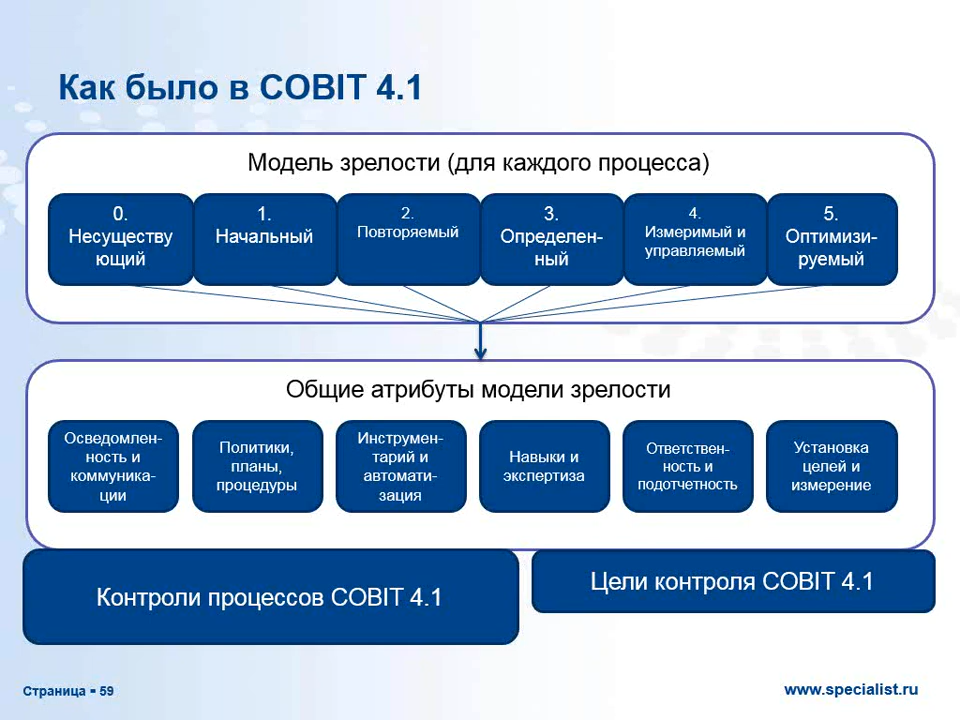 Как было в COBIT 4.1
Модель зрелости (для каждого процесса)
0.
Несуществу
ющий
1.
Начальный
2.
Повторяемый
3.
Определен-
ный
4.
Измеримый и
управляемый
5.
Оптимизи-
руемый
Общие атрибуты модели зрелости
Осведомлен-
ность и
коммуника-
ции
Политики,
планы,
процедуры
Инструмен-
тарий и
автомати-
зация
Навыки и
экспертиза
Ответствен-
ность и
подотчетность
Установка
целей и
измерение
Контроли процессов COBIT 4.1
Цели контроля COBIT 4.1
Страница ▪ 59
www.specialist.ru